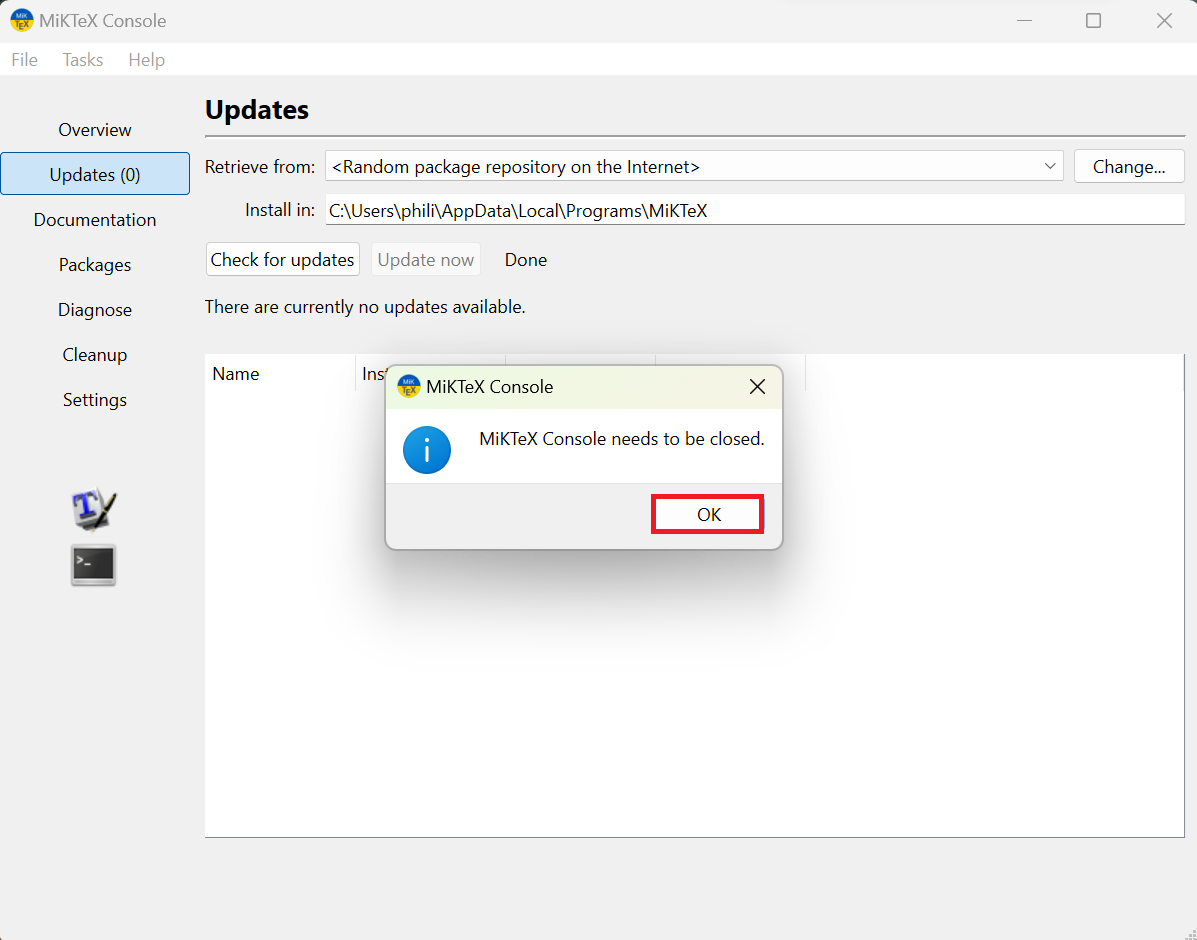 MiKTeX Console
File Tasks Help
Updates
Overview
Updates (0)
Documentation
Packages
Diagnose
Cleanup
Settings
Retrieve from: <Random package repository on the Internet> Change...
Install in: C:\Users\phili\AppData\Local\Programs\MiKTeX
Check for updates Update now Done
There are currently no updates available.
Name
MiKTeX Console
MiKTeX Console needs to be closed.
OK